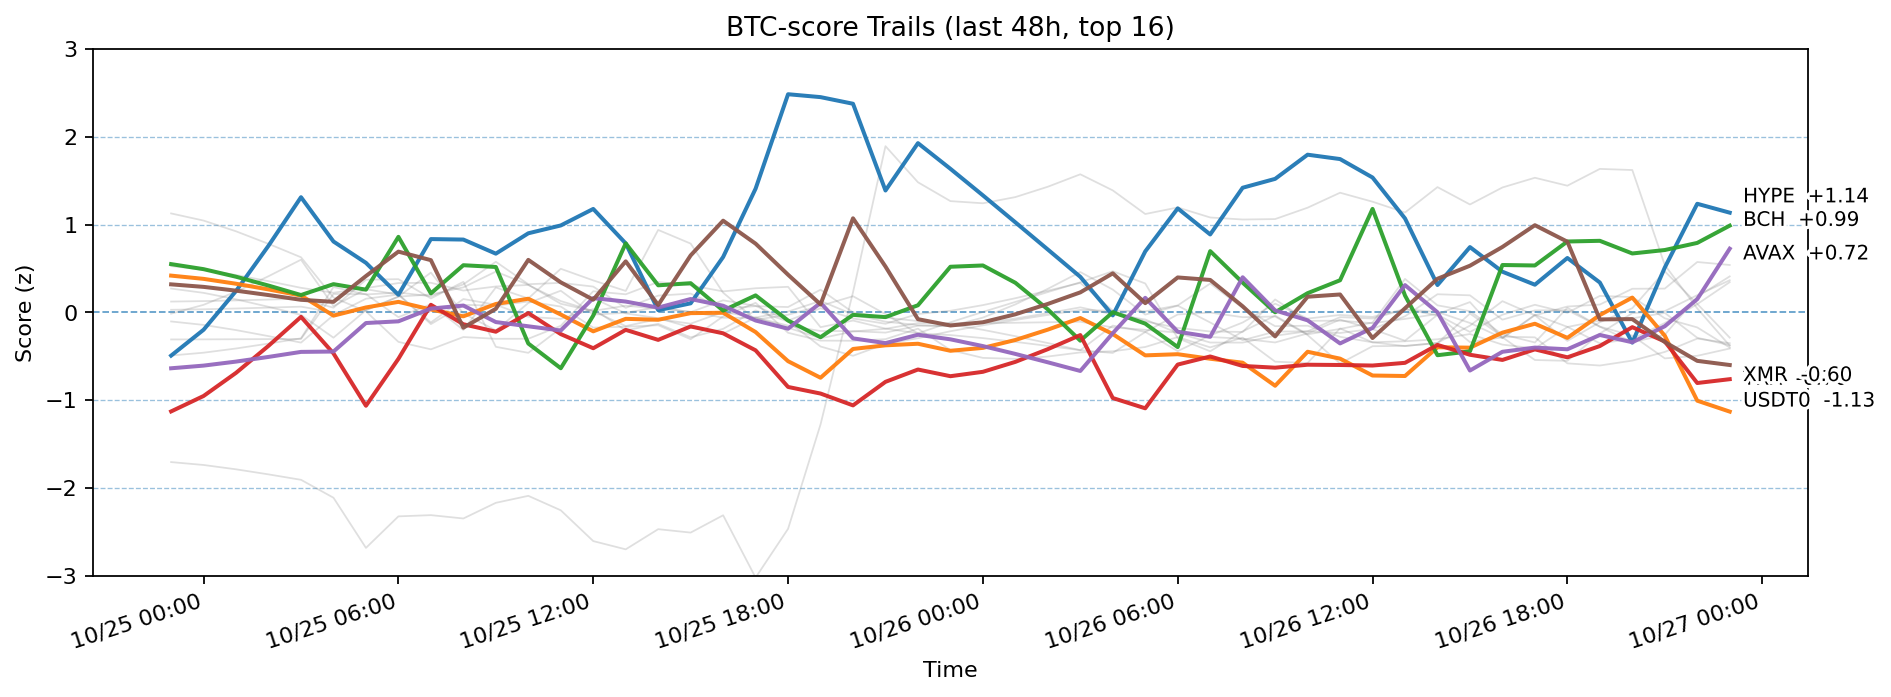 BTC-score Trails (last 48h, top 16)
Score (z)
3
2
1
0
−1
−2
−3
HYPE +1.14
BCH +0.99
AVAX +0.72
XMR -0.60
USDT0 -1.13
10/25 00:00
10/25 06:00
10/25 12:00
10/25 18:00
10/26 00:00
10/26 06:00
10/26 12:00
10/26 18:00
10/27 00:00
Time